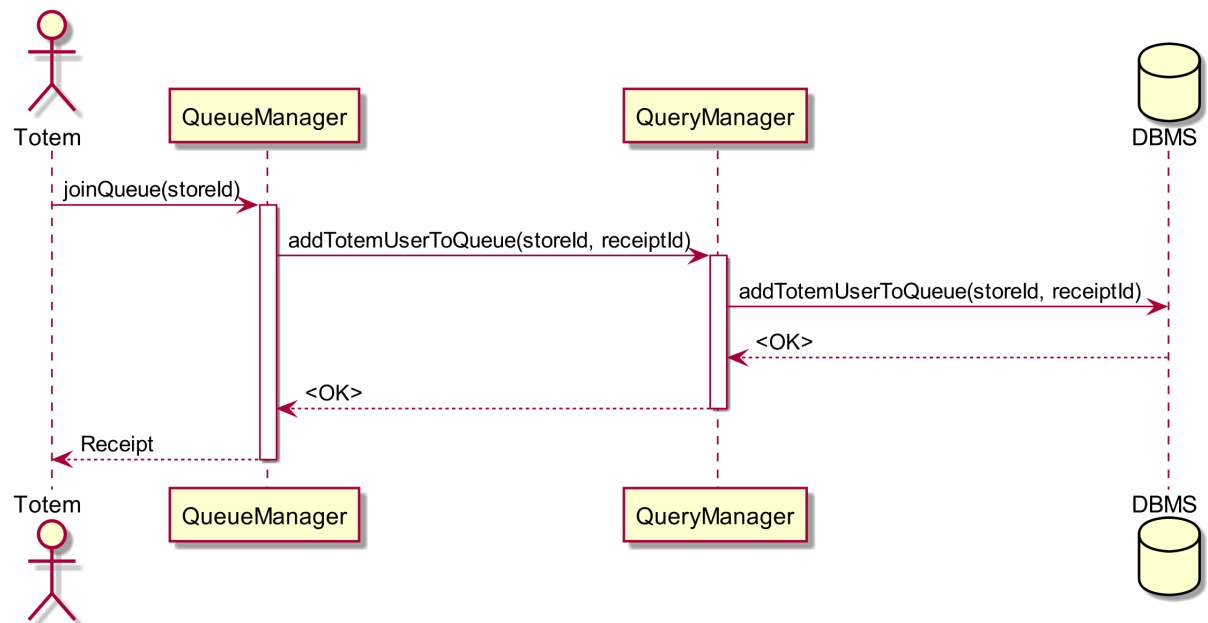 Totem
QueueManager
QueryManager
DBMS
joinQueue(storeId)
addTotemUserToQueue(storeId, receiptId)
addTotemUserToQueue(storeId, receiptId)
<OK>
<OK>
Receipt
Totem
QueueManager
QueryManager
DBMS